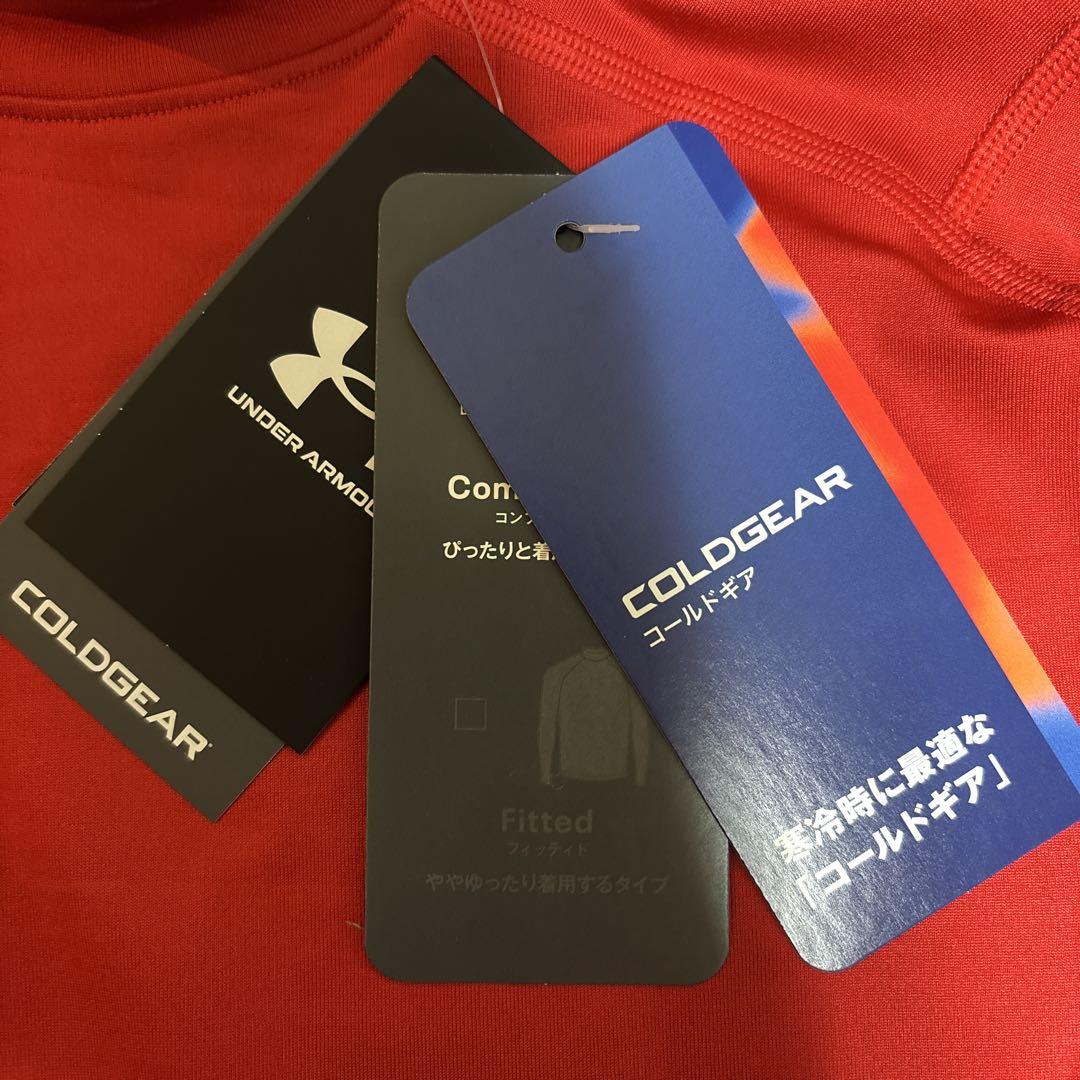 UNDER ARMOU
COLDGEAR
Com
コンプ
ぴったりと着
Fitted
フィッティド
ややゆったり着用するタイプ
COLDGEAR
コールドギア
寒冷時に最適な
「コールドギア」